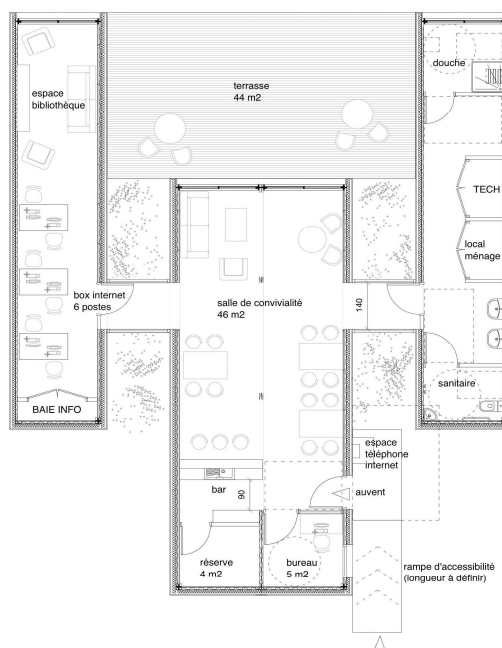 terrasse
44 m2
douche
espace
bibliothèque
TECH
local
ménage
box internet
6 postes
salle de convivialité
46 m2
140
sanitaire
BAIE INFO
espace
téléphone
internet
bar
90
auvent
réserve
4 m2
bureau
5 m2
rampe d'accessibilité
(longueur à définir)